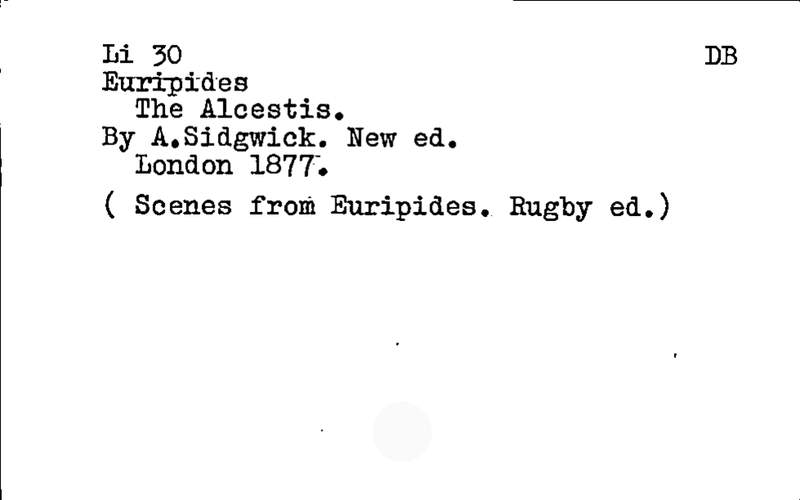 Li 30 DB
Euripides
The Alcestis.
By A.Sidgwick. New ed.
London 1877.
( Scenes from Euripides. Rugby ed.)